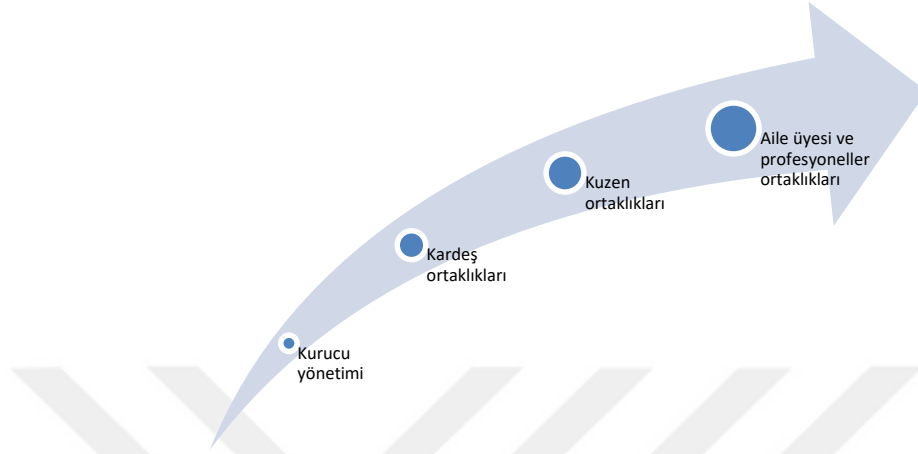 Aile üyesi ve
profesyoneller
ortaklıkları
Kuzen
ortaklıkları
Kardeş
ortaklıkları
Kurucu
yönetimi